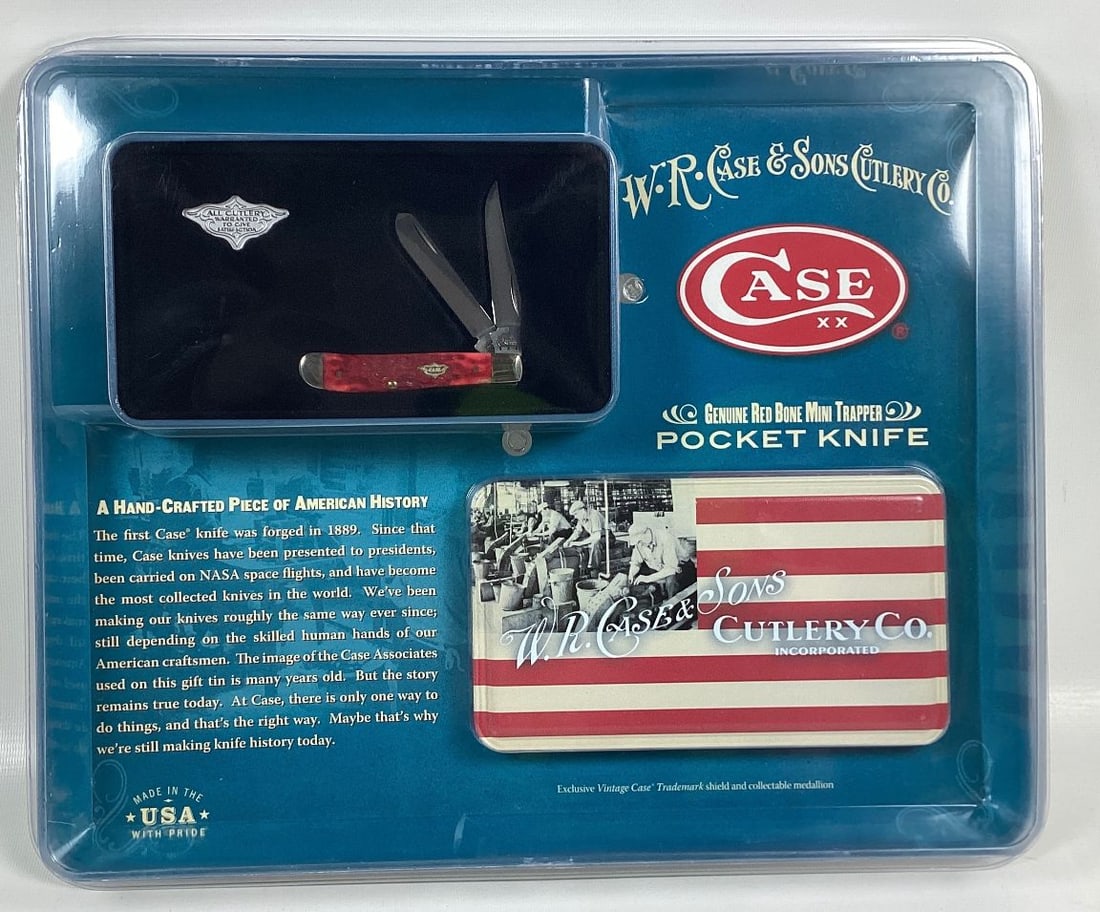 ALL CUTLERY
WARRANTED
TO GIVE
SATISFACTION
W.R. CASE & SONS CUTLERY CO.
CASE
XX
®
CASE
GENUINE RED BONE MINI TRAPPER
POCKET KNIFE
A HAND-CRAFTED PIECE OF AMERICAN HISTORY
The first Case® knife was forged in 1889. Since that
time, Case knives have been presented to presidents,
been carried on NASA space flights, and have become
the most collected knives in the world. We've been
making our knives roughly the same way ever since;
still depending on the skilled human hands of our
American craftsmen. The image of the Case Associates
used on this gift tin is many years old. But the story
remains true today. At Case, there is only one way to
do things, and that's the right way. Maybe that's why
we're still making knife history today.
W.R. CASE & SONS
CUTLERY CO.
INCORPORATED
Exclusive Vintage Case® Trademark shield and collectable medallion
MADE IN THE
USA
WITH PRIDE